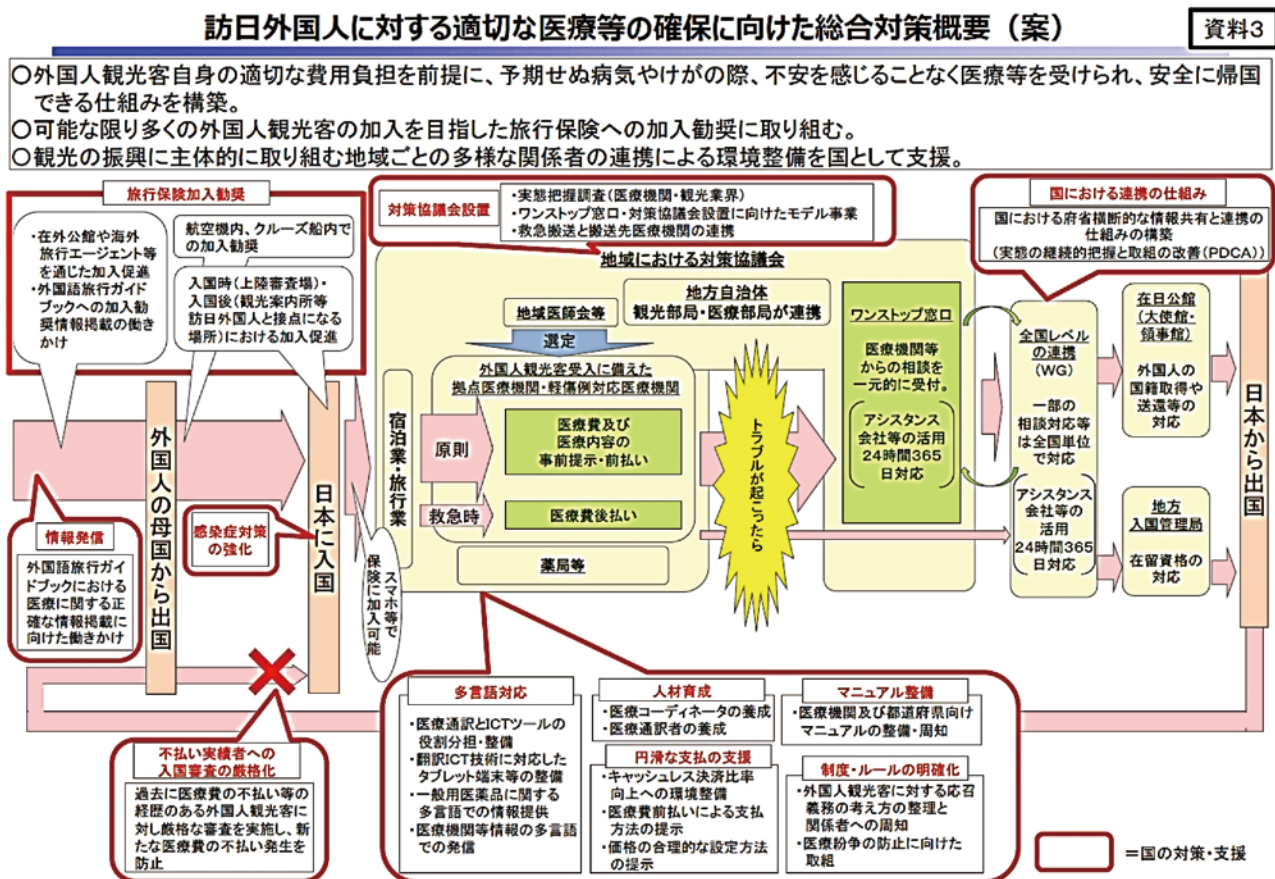 訪日外国人に対する適切な医療等の確保に向けた総合対策概要（案）
資料3
○外国人観光客自身の適切な費用負担を前提に、予期せぬ病気やけがの際、不安を感じることなく医療等を受けられ、安全に帰国
できる仕組みを構築。
○可能な限り多くの外国人観光客の加入を目指した旅行保険への加入勧奨に取り組む。
○観光の振興に主体的に取り組む地域ごとの多様な関係者の連携による環境整備を国として支援。
旅行保険加入勧奨
・在外公館や海外
旅行エージェント等
を通じた加入促進
・外国語旅行ガイド
ブックへの加入勧
奨情報掲載の働き
かけ
航空機内、クルーズ船内で
の加入勧奨
入国時(上陸審査場)・
入国後(観光案内所等
訪日外国人と接点になる
場所)における加入促進
対策協議会設置
・実態把握調査(医療機関・観光業界)
・ワンストップ窓口・対策協議会設置に向けたモデル事業
・救急搬送と搬送先医療機関の連携
国における連携の仕組み
国における府省横断的な情報共有と連携の
仕組みの構築
(実態の継続的把握と取組の改善(PDCA))
地域における対策協議会
地域医師会等
地方自治体
観光部局・医療部局が連携
選定
外国人観光客受入に備えた
拠点医療機関・軽傷例対応医療機関
宿泊業・旅行業
原則
医療費及び
医療内容の
事前提示・前払い
救急時
医療費後払い
薬局等
トラブルが起こったら
ワンストップ窓口
医療機関等
からの相談を
一元的に受付。
アシスタンス
会社等の活用
24時間365
日対応
全国レベル
の連携
(WG)
一部の
相談対応等
は全国単位
で対応
アシスタンス
会社等の
活用
24時間365
日対応
在日公館
(大使館・
領事館)
外国人の
国籍取得や
送還等の
対応
地方
入国管理局
在留資格の
対応
日本から出国
外国人の母国から出国
日本に入国
情報発信
外国語旅行ガイ
ドブックにおける
医療に関する正
確な情報掲載に
向けた働きかけ
感染症対策
の強化
スマホ等で
保険に加入可能
不払い実績者への
入国審査の厳格化
過去に医療費の不払い等の
経歴のある外国人観光客に
対し厳格な審査を実施し、新
たな医療費の不払い発生を
防止
多言語対応
・医療通訳とICTツールの
役割分担・整備
・翻訳ICT技術に対応した
タブレット端末等の整備
・一般用医薬品に関する
多言語での情報提供
・医療機関等情報の多言語
での発信
人材育成
・医療コーディネータの養成
・医療通訳者の養成
円滑な支払の支援
・キャッシュレス決済比率
向上への環境整備
・医療費前払いによる支払
方法の提示
・価格の合理的な設定方法
の提示
マニュアル整備
・医療機関及び都道府県向け
マニュアルの整備・周知
制度・ルールの明確化
・外国人観光客に対する応召
義務の考え方の整理と
関係者への周知
・医療紛争の防止に向けた
取組
＝国の対策・支援